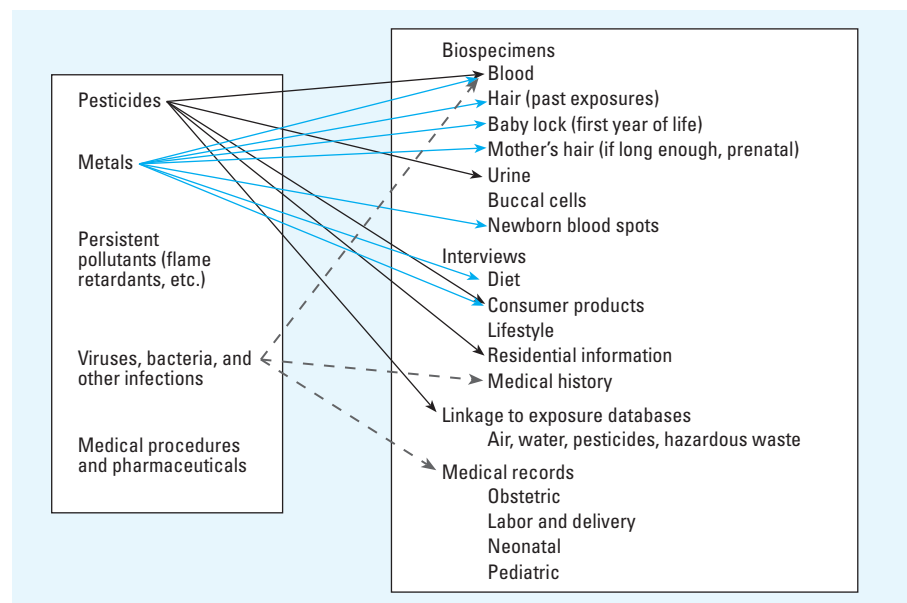 Pesticides
Metals
Persistent
pollutants (flame
retardants, etc.)
Viruses, bacteria, and
other infections
Medical procedures
and pharmaceuticals
Biospecimens
Blood
Hair (past exposures)
Baby lock (first year of life)
Mother’s hair (if long enough, prenatal)
Urine
Buccal cells
Newborn blood spots
Interviews
Diet
Consumer products
Lifestyle
Residential information
Medical history
Linkage to exposure databases
Air, water, pesticides, hazardous waste
Medical records
Obstetric
Labor and delivery
Neonatal
Pediatric